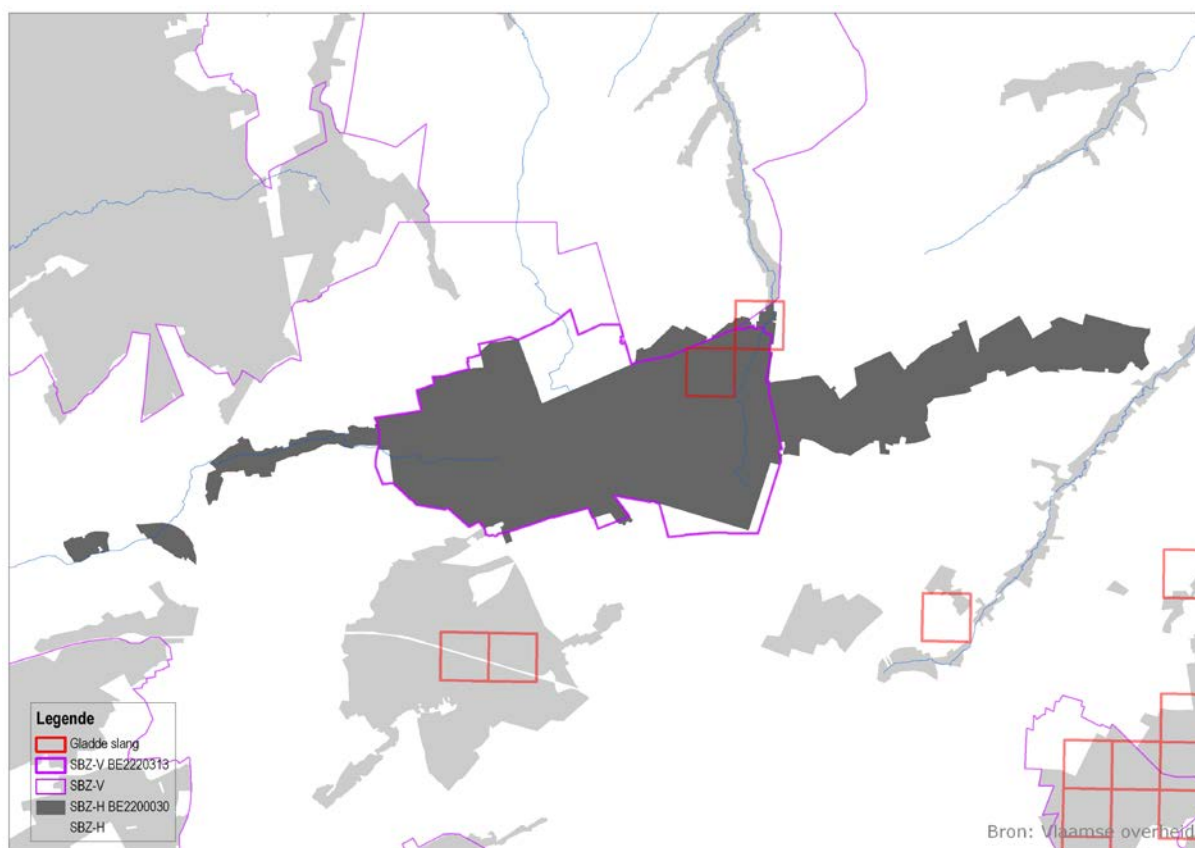 Legende
Gladde slang
SBZ-V BE2220313
SBZ-V
SBZ-H BE2200030
SBZ-H
Bron: Vlaamse overheid